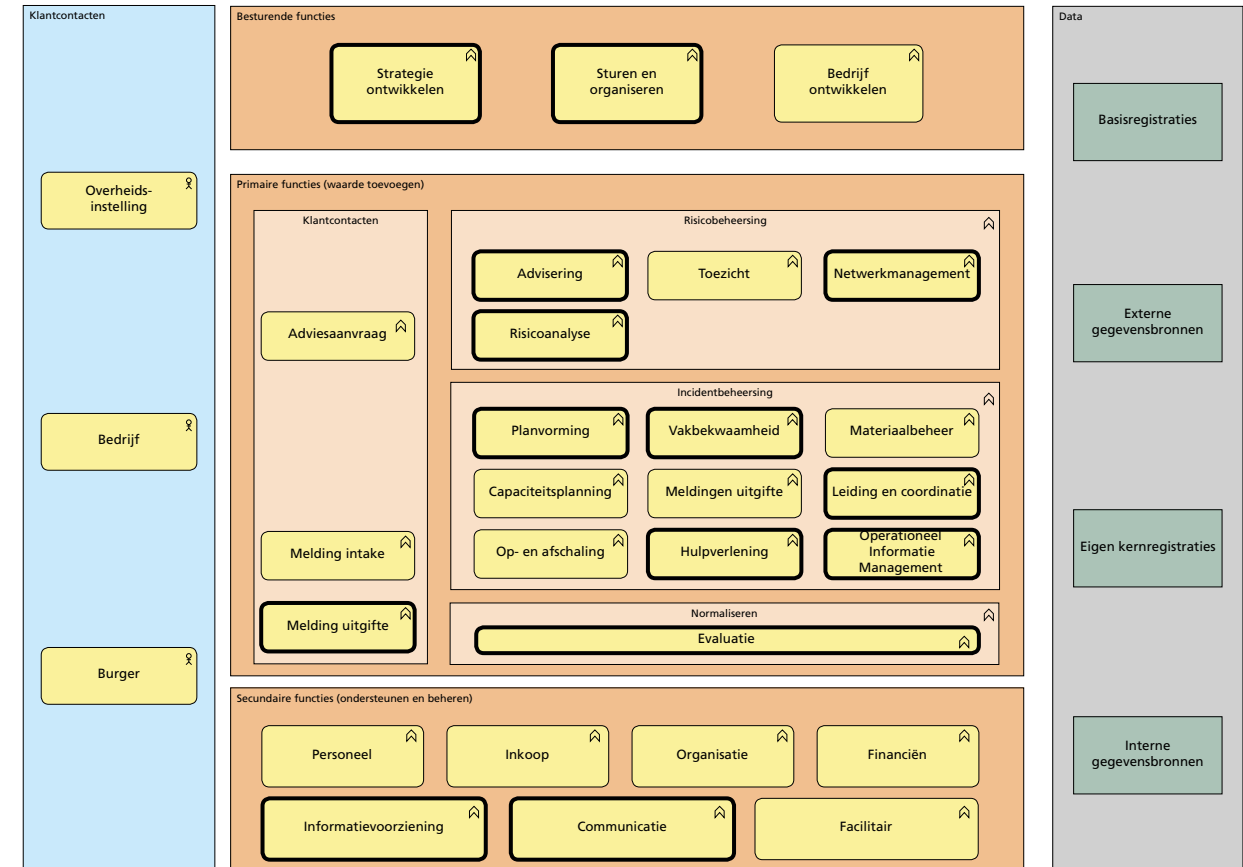 Klantcontacten
Overheids-
instelling
Bedrijf
Burger
Besturende functies
Strategie
ontwikkelen
Sturen en
organiseren
Bedrijf
ontwikkelen
Primaire functies (waarde toevoegen)
Klantcontacten
Adviesaanvraag
Melding intake
Melding uitgifte
Risicobeheersing
Advisering
Toezicht
Netwerkmanagement
Risicoanalyse
Incidentbeheersing
Planvorming
Vakbekwaamheid
Materiaalbeheer
Capaciteitsplanning
Meldingen uitgifte
Leiding en coordinatie
Op- en afschaling
Hulpverlening
Operationeel
Informatie
Management
Normaliseren
Evaluatie
Secundaire functies (ondersteunen en beheren)
Personeel
Inkoop
Organisatie
Financiën
Informatievoorziening
Communicatie
Facilitair
Data
Basisregistraties
Externe
gegevensbronnen
Eigen kernregistraties
Interne
gegevensbronnen